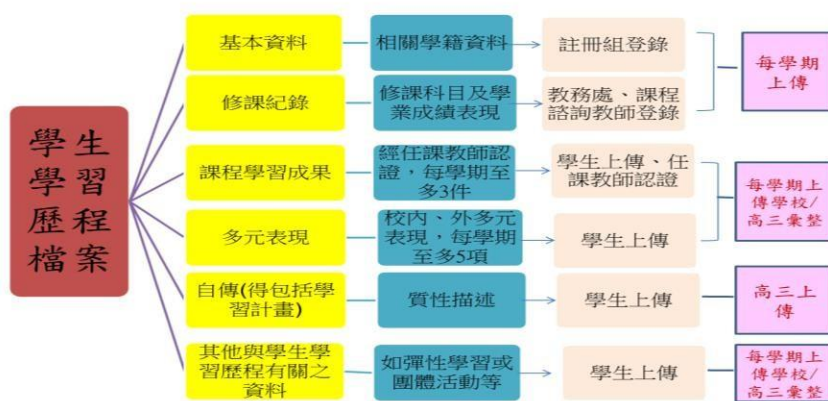 學生
學習
歷程
檔案
基本資料
相關學籍資料
註冊組登錄
每學期
上傳
修課紀錄
修課科目及學
業成績表現
教務處、課程
諮詢教師登錄
課程學習成果
經任課教師認
證，每學期至
多3件
學生上傳、任
課教師認證
每學期上
傳學校/
高三彙整
多元表現
校內、外多元
表現，每學期
至多5項
學生上傳
自傳(得包括學
習計畫)
質性描述
學生上傳
高三上
傳
其他與學生學
習歷程有關之
資料
如彈性學習或
團體活動等
學生上傳
每學期上
傳學校/
高三彙整